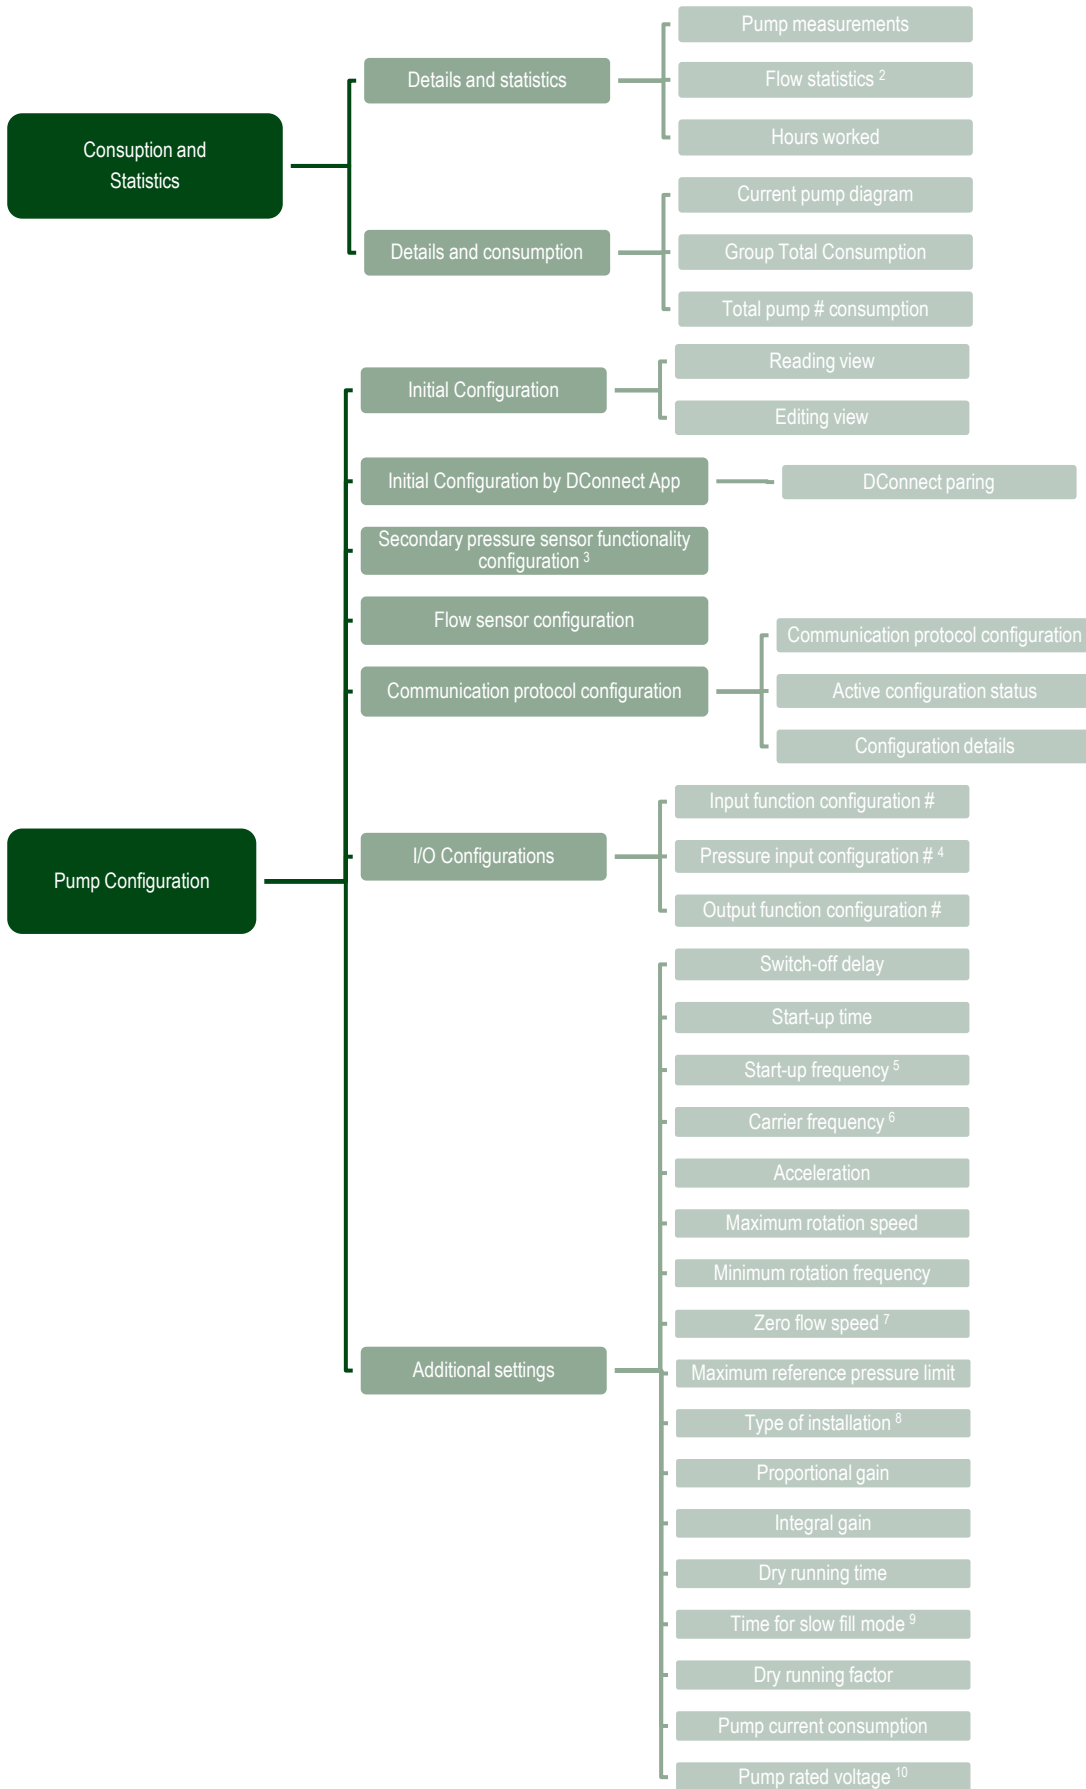 Consuption and
Statistics
Details and statistics
Pump measurements
Flow statistics ²
Hours worked
Details and consumption
Current pump diagram
Group Total Consumption
Total pump # consumption
Pump Configuration
Initial Configuration
Reading view
Editing view
Initial Configuration by DConnect App
DConnect paring
Secondary pressure sensor functionality
configuration ³
Flow sensor configuration
Communication protocol configuration
Communication protocol configuration
Active configuration status
Configuration details
I/O Configurations
Input function configuration #
Pressure input configuration # ⁴
Output function configuration #
Additional settings
Switch-off delay
Start-up time
Start-up frequency ⁵
Carrier frequency ⁶
Acceleration
Maximum rotation speed
Minimum rotation frequency
Zero flow speed ⁷
Maximum reference pressure limit
Type of installation ⁸
Proportional gain
Integral gain
Dry running time
Time for slow fill mode ⁹
Dry running factor
Pump current consumption
Pump rated voltage ¹⁰